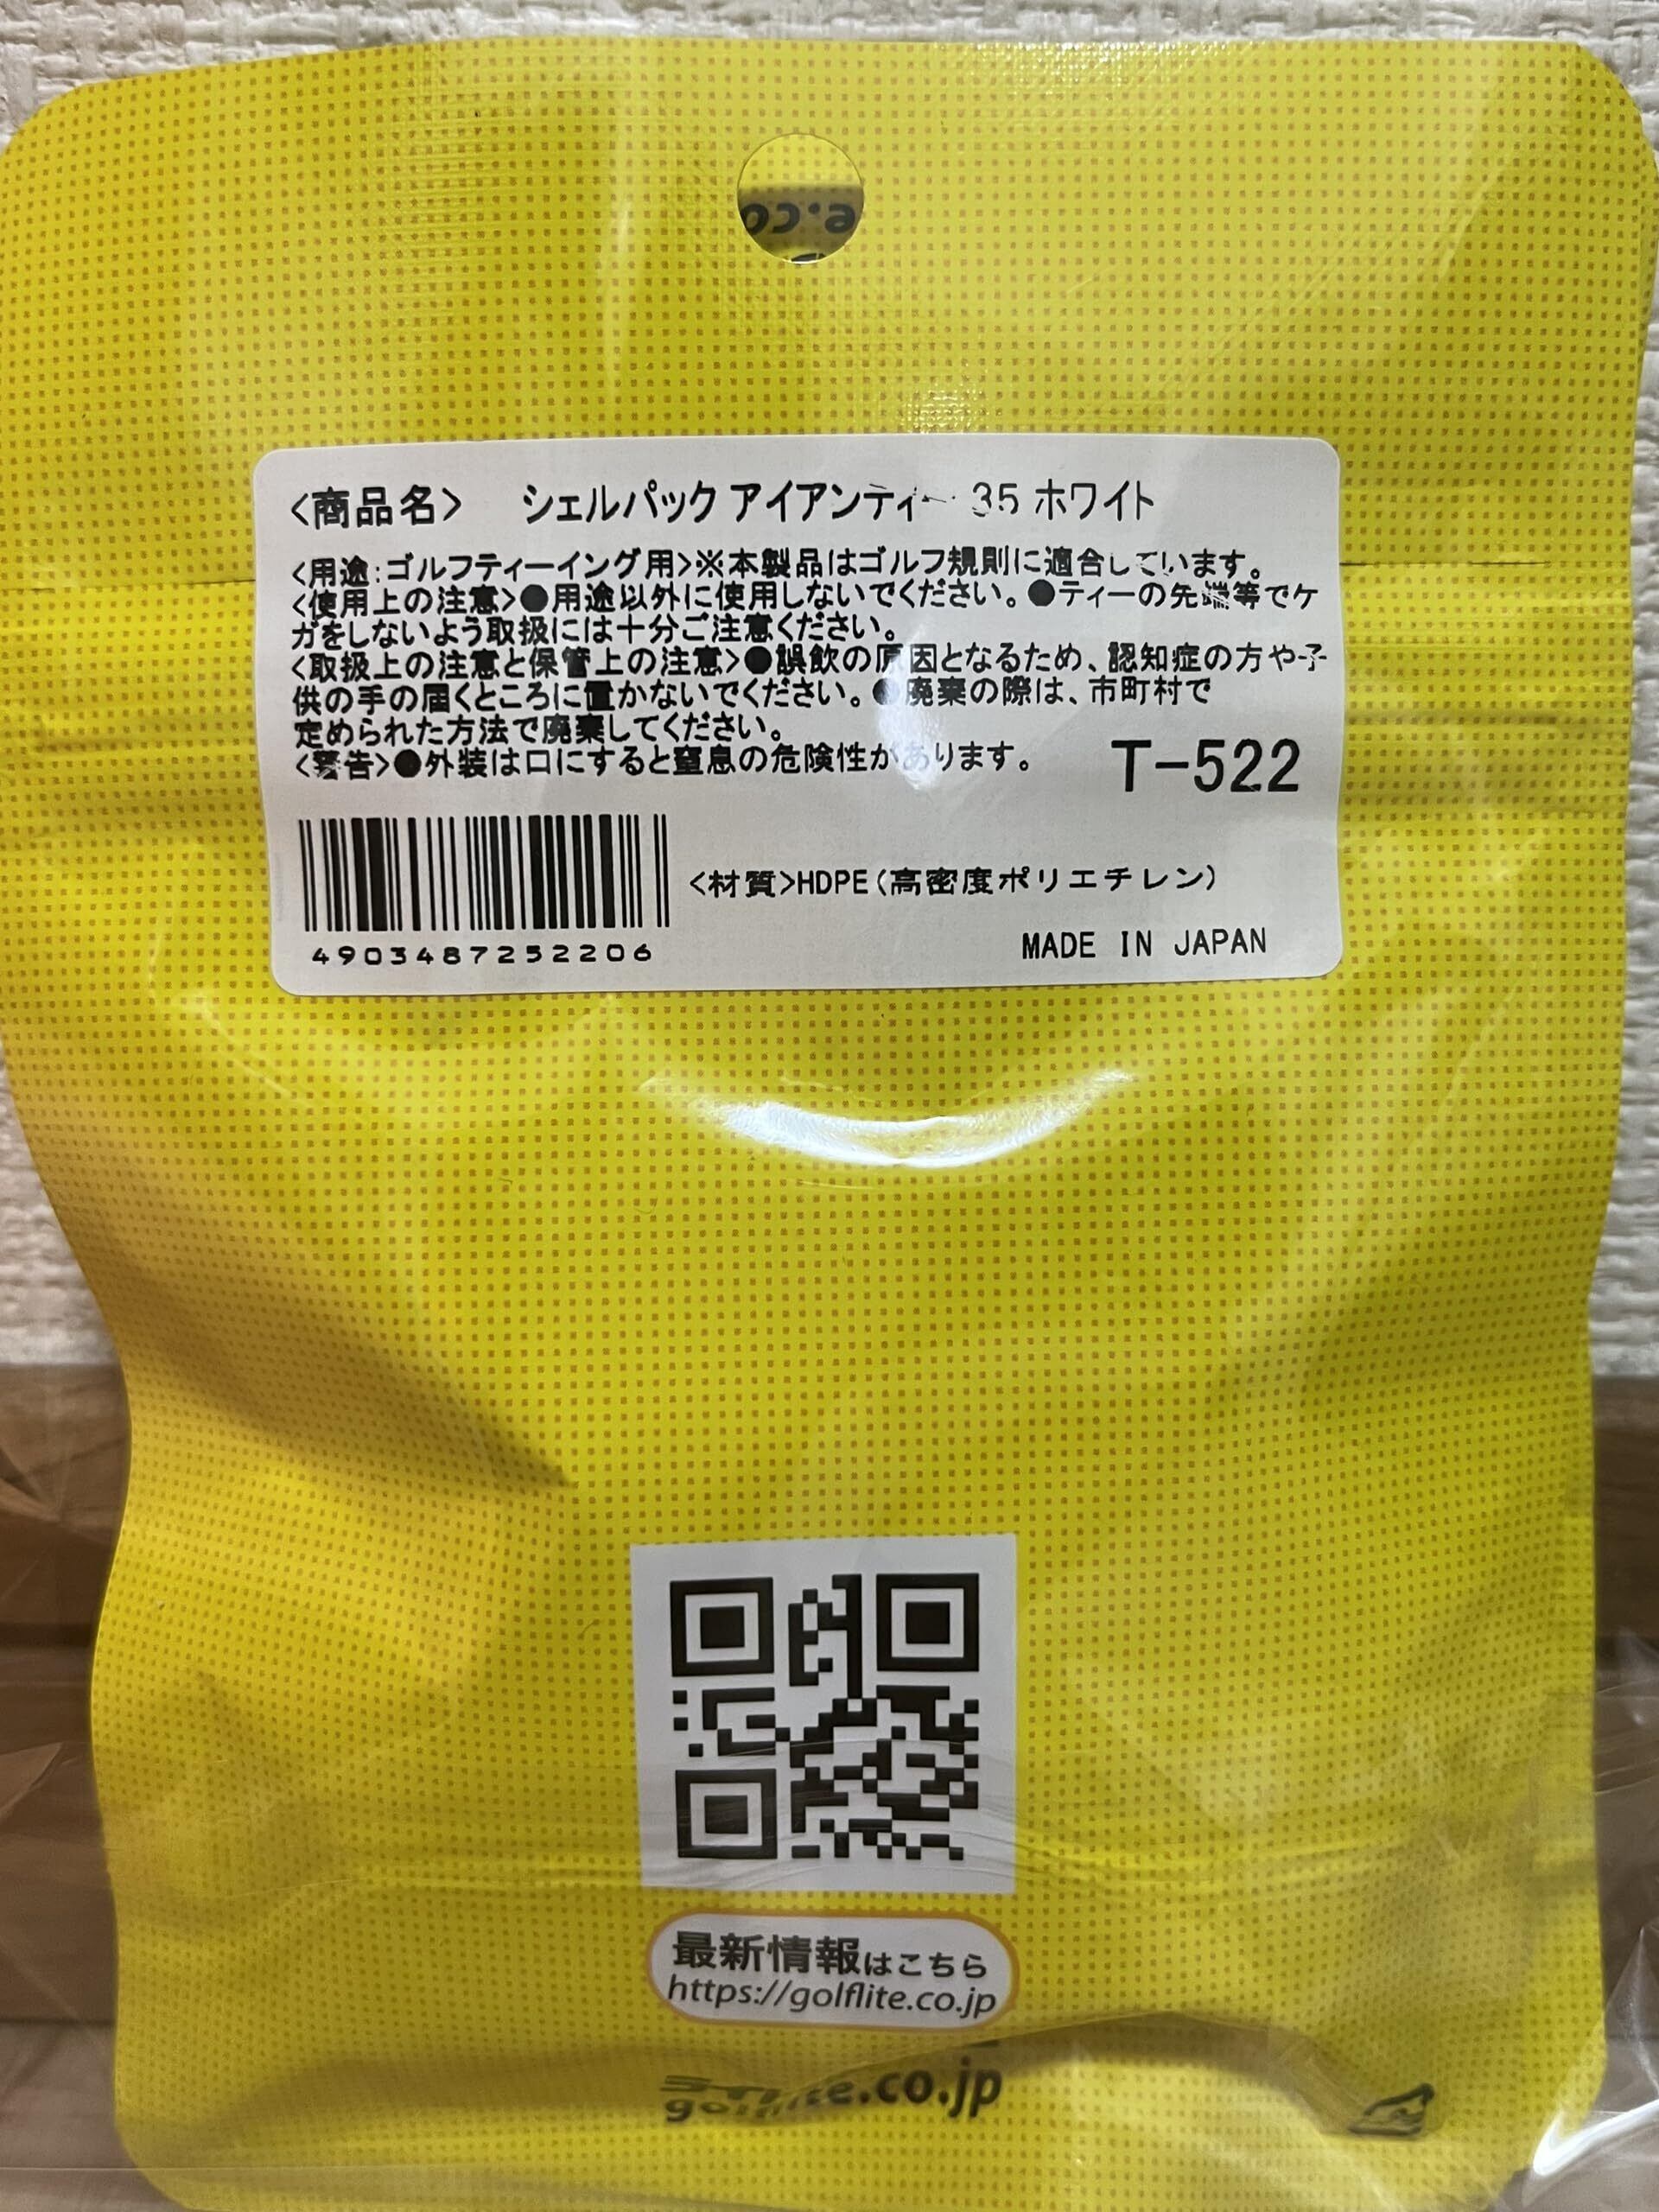 e.co
<商品名> シェルパック アイアンティー 35 ホワイト
<用途:ゴルフティーイング用>※本製品はゴルフ規則に適合しています。
<使用上の注意>●用途以外に使用しないでください。●ティーの先端等でケ
ガをしないよう取扱には十分ご注意ください。
<取扱上の注意と保管上の注意>●誤飲の原因となるため、認知症の方や子
供の手の届くところに置かないでください。●廃棄の際は、市町村で
定められた方法で廃棄してください。
<警告>●外装は口にすると窒息の危険性があります。
T-522
4903487252206
<材質>HDPE(高密度ポリエチレン)
MADE IN JAPAN
最新情報はこちら
https://golflite.co.jp
golflite.co.jp